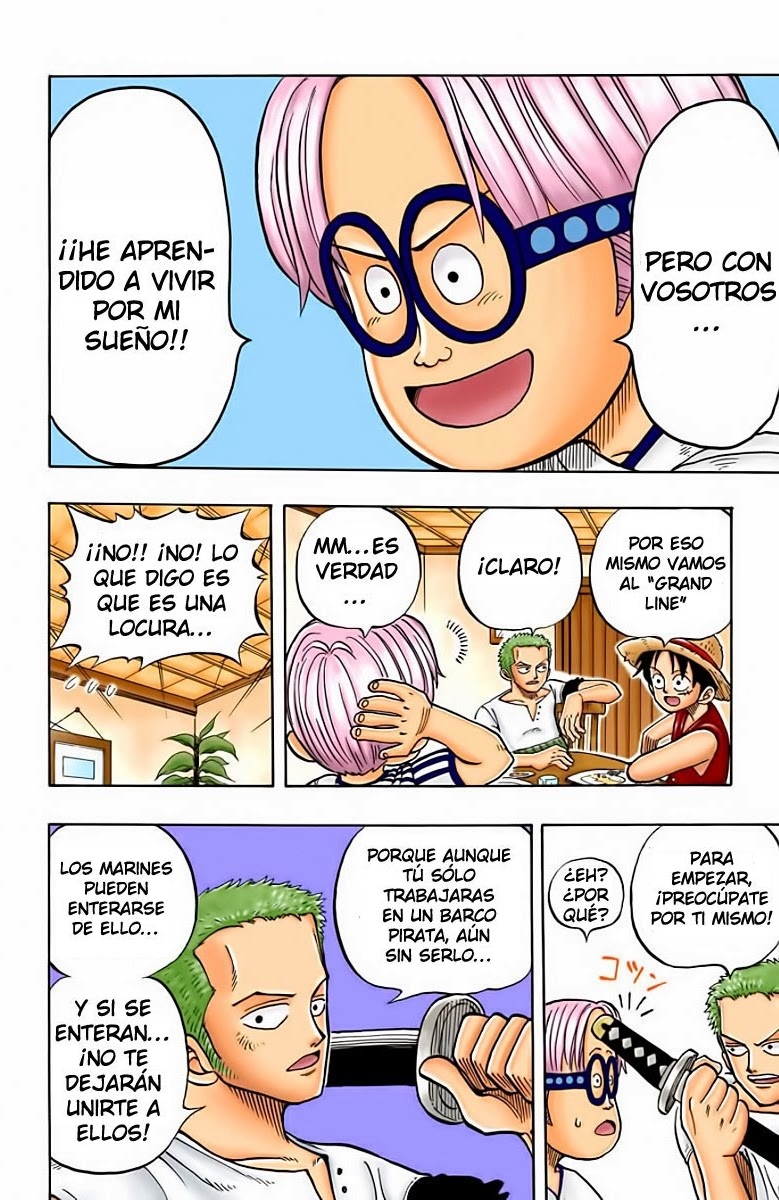 PERO CON
VOSOTROS
...
¡¡HE APREN-
DIDO A VIVIR
POR MI
SUEÑO!!
POR ESO
MISMO VAMOS
AL "GRAND
LINE"
¡CLARO!
MM...ES
VERDAD
...
¡¡NO!! ¡NO! LO
QUE DIGO ES
QUE ES UNA
LOCURA...
PARA
EMPEZAR,
¡PREOCÚPATE
POR TI MISMO!
¿EH?
¿POR
QUÉ?
コツン
PORQUE AUNQUE
TÚ SÓLO
TRABAJARAS
EN UN BARCO
PIRATA, AÚN
SIN SERLO...
LOS MARINES
PUEDEN
ENTERARSE
DE ELLO...
Y SI SE
ENTERAN...
¡NO TE
DEJARÁN
UNIRTE A
ELLOS!